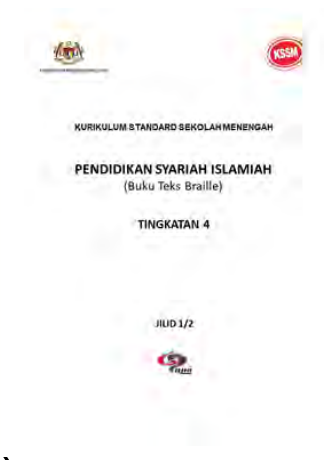 KSSM
KURIKULUM STANDARD SEKOLAH MENENGAH
PENDIDIKAN SYARIAH ISLAMIAH
(Buku Teks Braille)
TINGKATAN 4
JILID 1/2